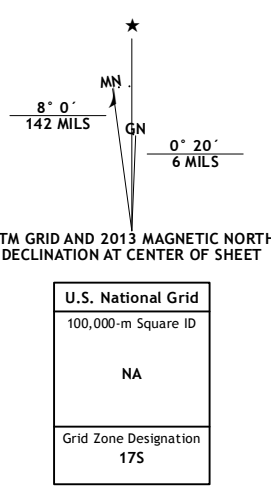 ★
MN
GN
8° 0´
142 MILS
0° 20´
6 MILS
TM GRID AND 2013 MAGNETIC NORTH
DECLINATION AT CENTER OF SHEET
U.S. National Grid
100,000-m Square ID
NA
Grid Zone Designation
17S